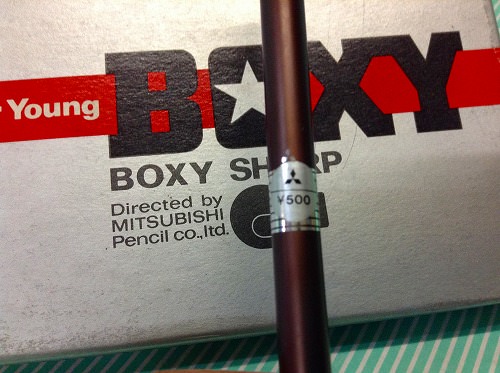 Young
BOXY
BOXY SH RP
Directed by
MITSUBISHI
Pencil co.,ltd.
¥500